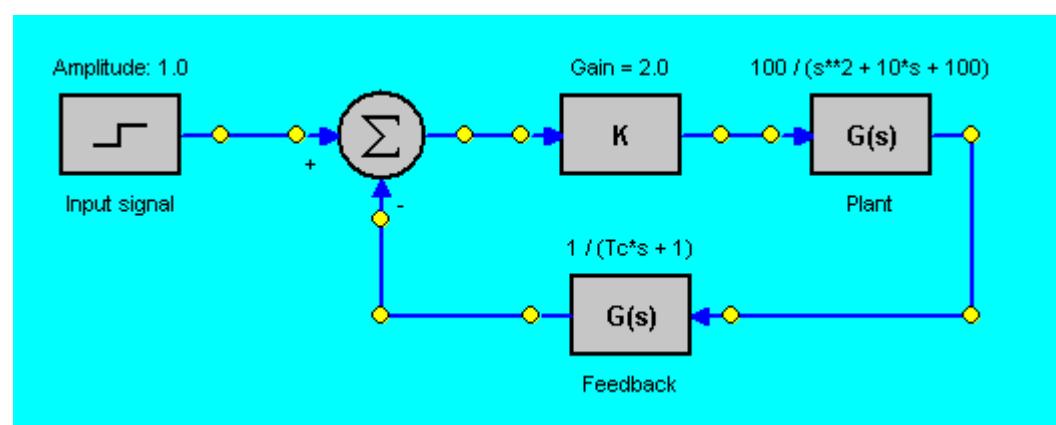 Amplitude: 1.0
Gain = 2.0
100 / (s**2 + 10*s + 100)
Σ
K
G(s)
+
Input signal
-
Plant
1 / (Tc*s + 1)
G(s)
Feedback